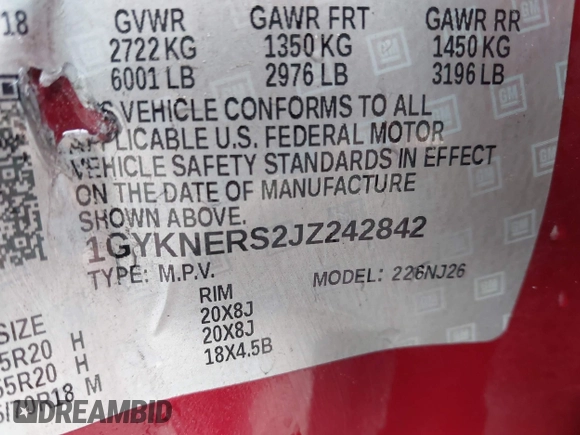 18 GVWR GAWR FRT GAWR RR
2722 KG 1350 KG 1450 KG
6001 LB 2976 LB 3196 LB
VEHICLE CONFORMS TO ALL
APPLICABLE U.S. FEDERAL MOTOR
VEHICLE SAFETY STANDARDS IN EFFECT
ON THE DATE OF MANUFACTURE
SHOWN ABOVE.
1GYKNERS2JZ242842
TYPE: M.P.V. MODEL: 226NJ26
SIZE RIM
5R20 H 20X8J
55R20 H 20X8J
R18 M 18X4.5B
DREAMBID